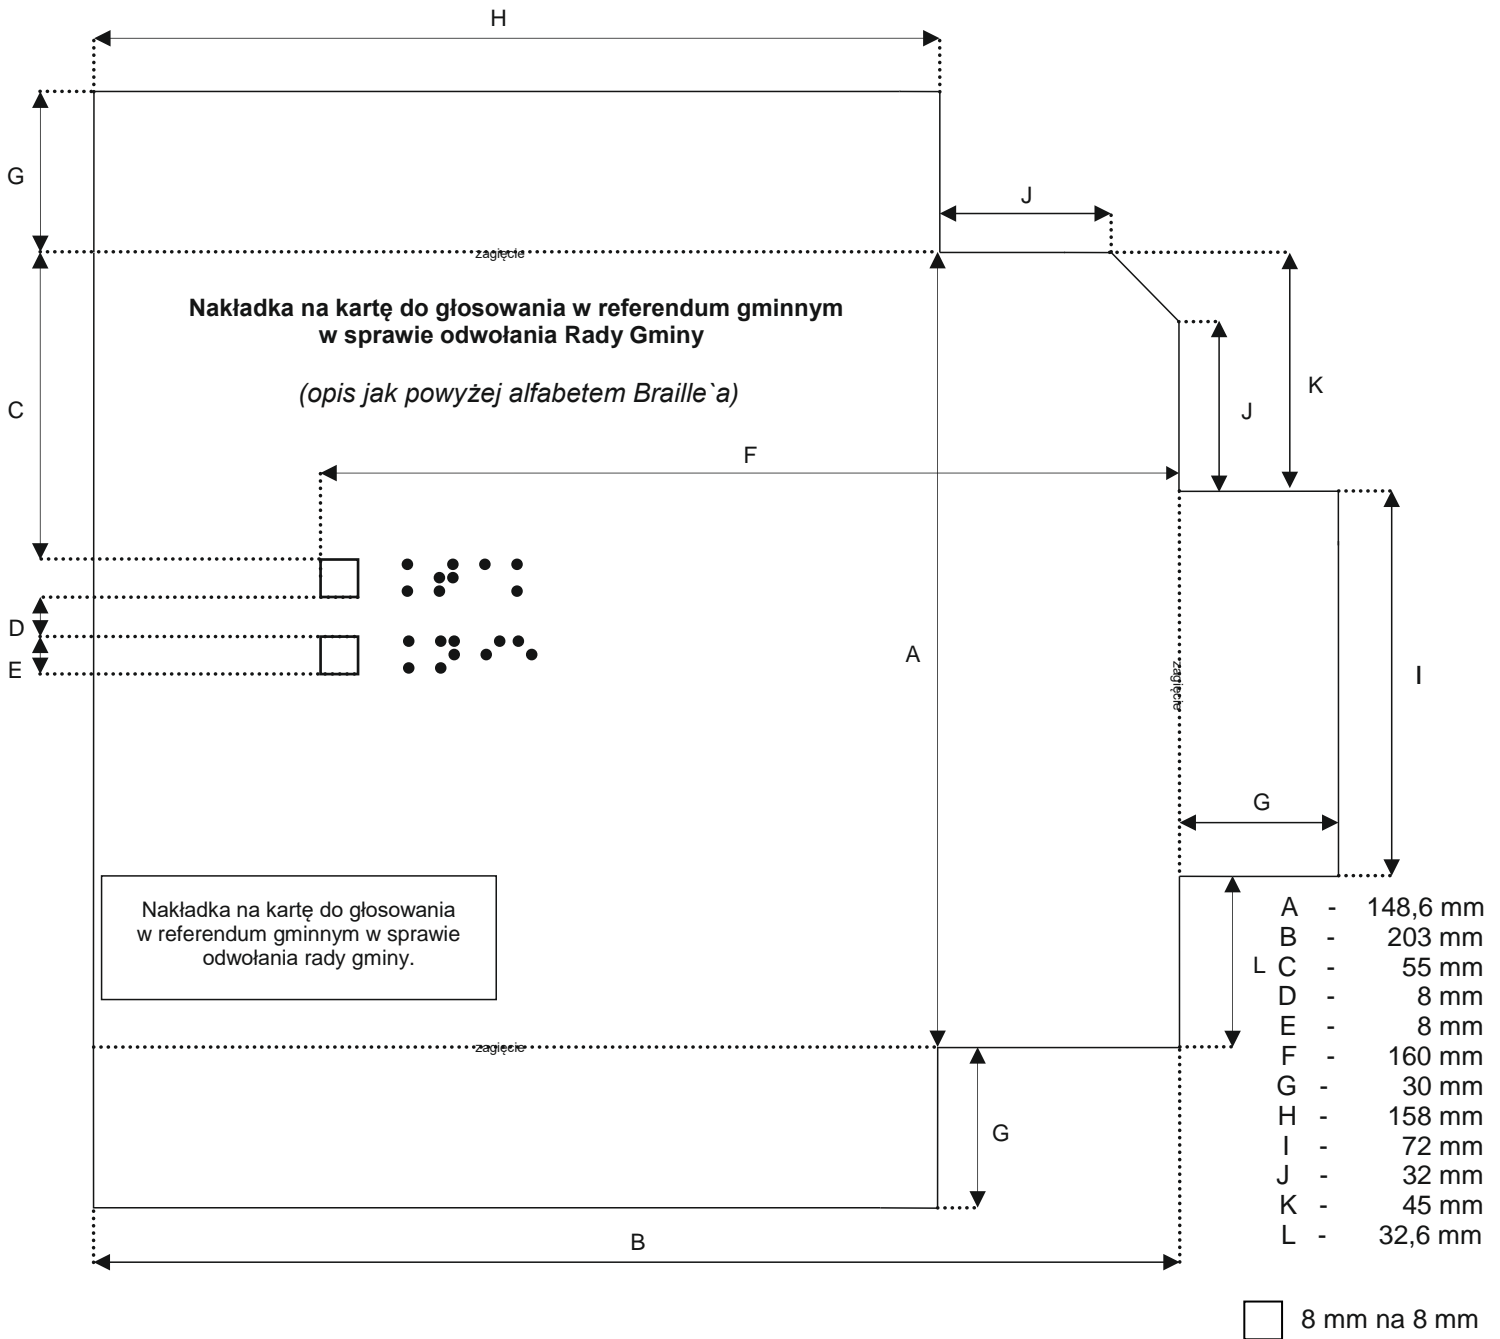 H
G
J
zagięcie
Nakładka na kartę do głosowania w referendum gminnym
w sprawie odwołania Rady Gminy
K
C
J
(opis jak powyżej alfabetem Braille`a)
F
⠅⠞⠁⠅
⠅⠝⠊⠑
D
A
E
zagięcie
I
G
Nakładka na kartę do głosowania
w referendum gminnym w sprawie
odwołania rady gminy.
L
A - 148,6 mm
B - 203 mm
C - 55 mm
D - 8 mm
E - 8 mm
F - 160 mm
G - 30 mm
H - 158 mm
I - 72 mm
J - 32 mm
K - 45 mm
L - 32,6 mm
zagięcie
G
B
8 mm na 8 mm